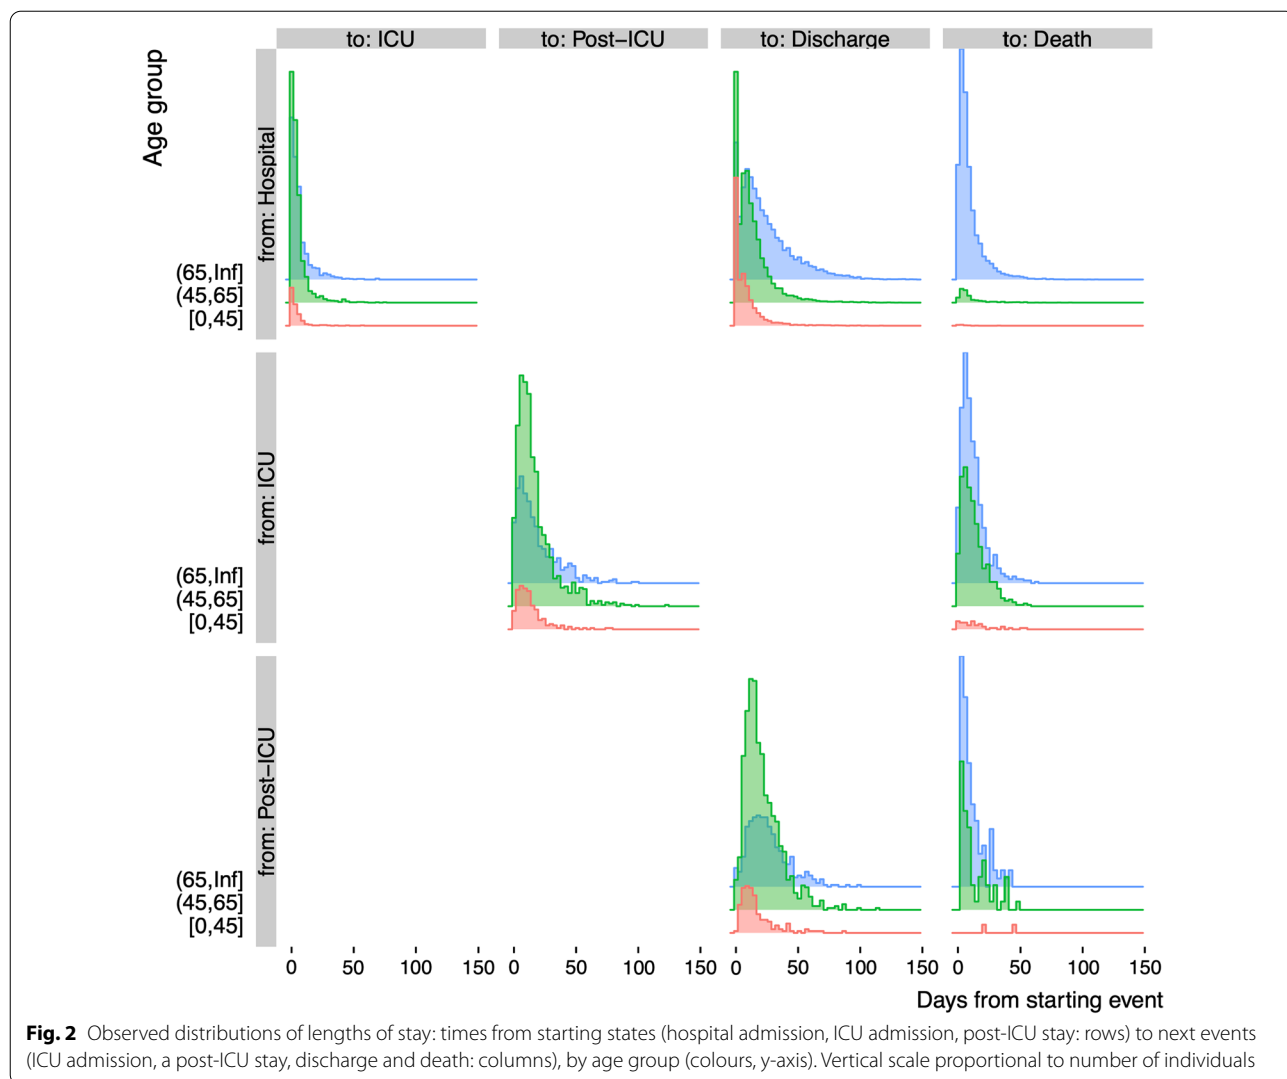 to: ICU
to: Post−ICU
to: Discharge
to: Death
Age group
from: Hospital
(65,Inf]
(45,65]
[0,45]
from: ICU
(65,Inf]
(45,65]
[0,45]
from: Post−ICU
(65,Inf]
(45,65]
[0,45]
0 50 100 150 0 50 100 150 0 50 100 150 0 50 100 150
Days from starting event
Fig. 2 Observed distributions of lengths of stay: times from starting states (hospital admission, ICU admission, post-ICU stay: rows) to next events
(ICU admission, a post-ICU stay, discharge and death: columns), by age group (colours, y-axis). Vertical scale proportional to number of individuals